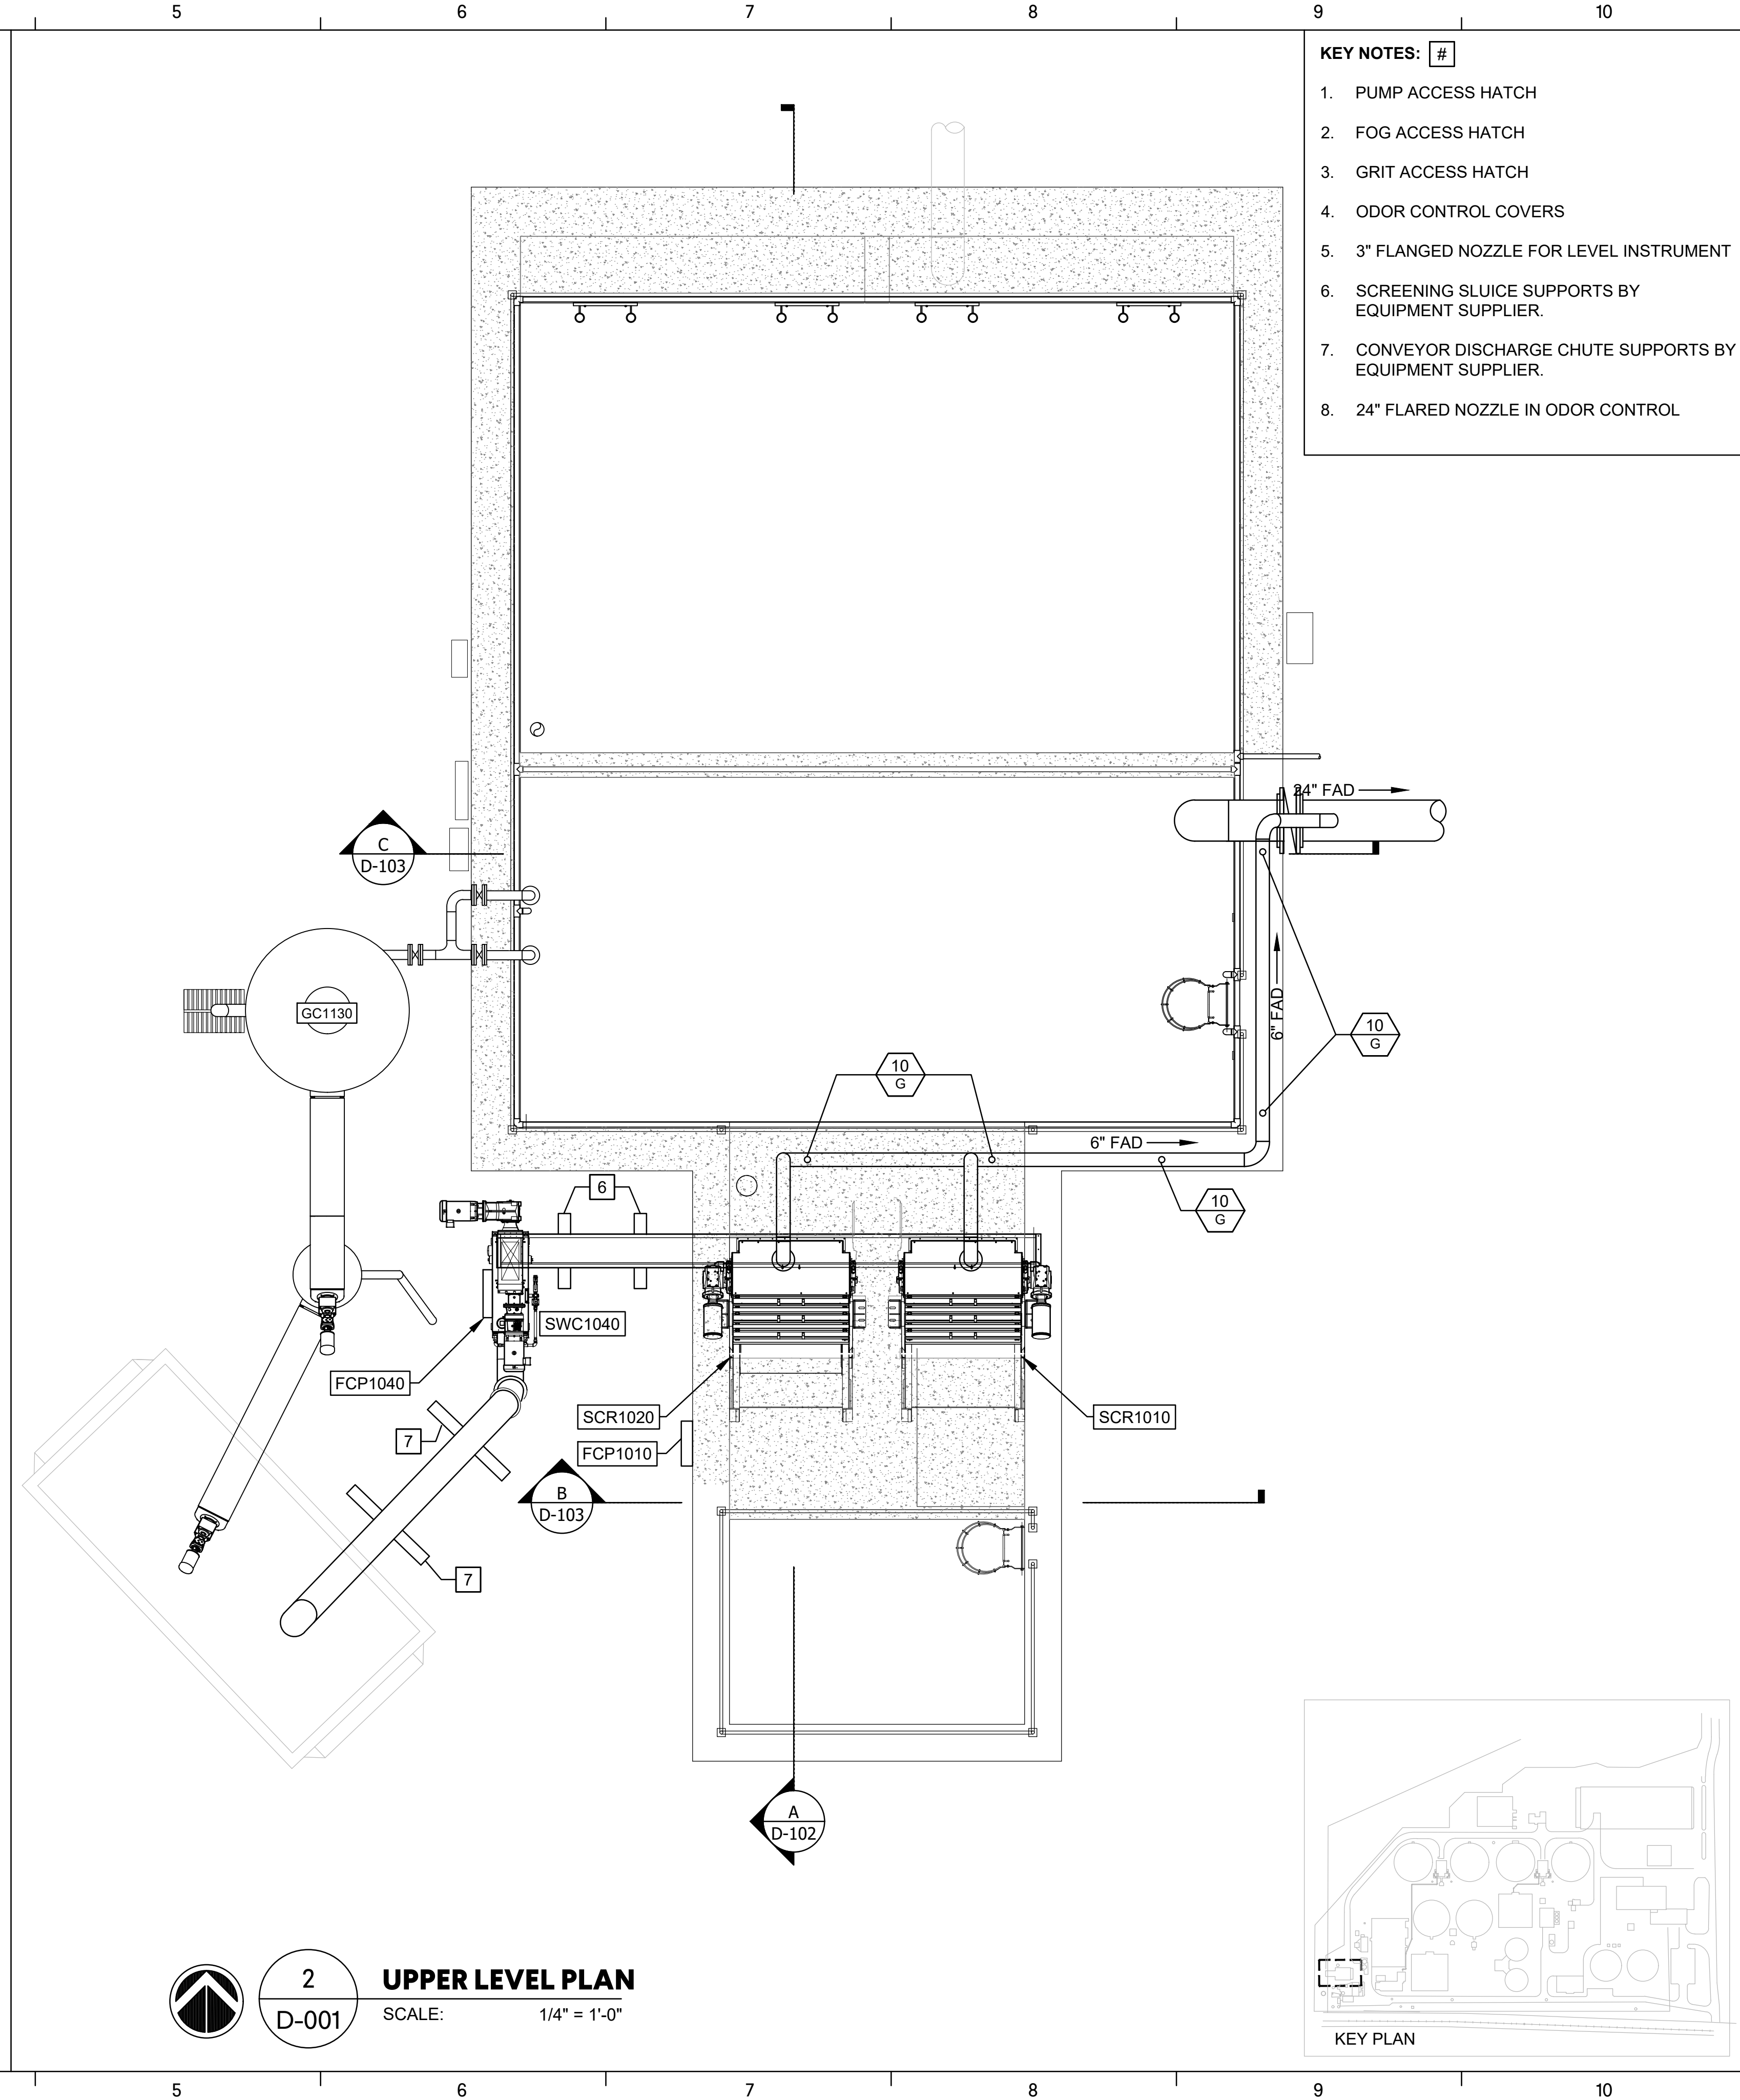 5 6 7 8 9 10
KEY NOTES: #
1. PUMP ACCESS HATCH
2. FOG ACCESS HATCH
3. GRIT ACCESS HATCH
4. ODOR CONTROL COVERS
5. 3" FLANGED NOZZLE FOR LEVEL INSTRUMENT
6. SCREENING SLUICE SUPPORTS BY
EQUIPMENT SUPPLIER.
7. CONVEYOR DISCHARGE CHUTE SUPPORTS BY
EQUIPMENT SUPPLIER.
8. 24" FLARED NOZZLE IN ODOR CONTROL
24" FAD
C
D-103
GC1130
6" FAD
10
G
10
G
6" FAD
6
10
G
SWC1040
FCP1040
SCR1020
SCR1010
7
FCP1010
B
D-103
7
A
D-102
2
D-001
UPPER LEVEL PLAN
SCALE: 1/4" = 1'-0"
KEY PLAN
5 6 7 8 9 10